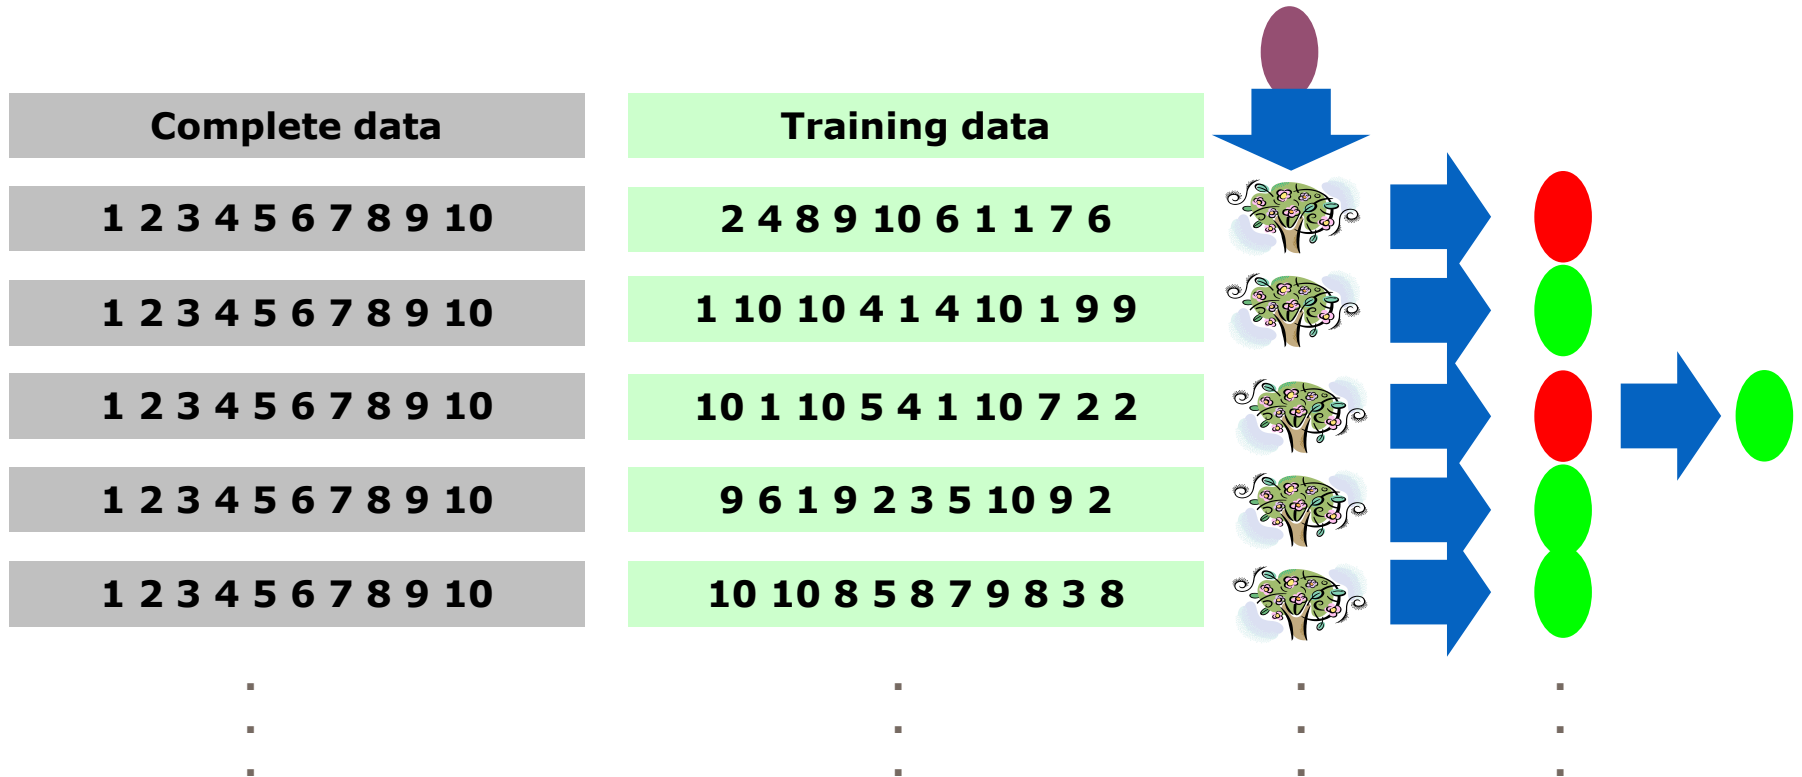 Complete data
Training data
1 2 3 4 5 6 7 8 9 10
2 4 8 9 10 6 1 1 7 6
1 2 3 4 5 6 7 8 9 10
1 10 10 4 1 4 10 1 9 9
1 2 3 4 5 6 7 8 9 10
10 1 10 5 4 1 10 7 2 2
1 2 3 4 5 6 7 8 9 10
9 6 1 9 2 3 5 10 9 2
1 2 3 4 5 6 7 8 9 10
10 10 8 5 8 7 9 8 3 8